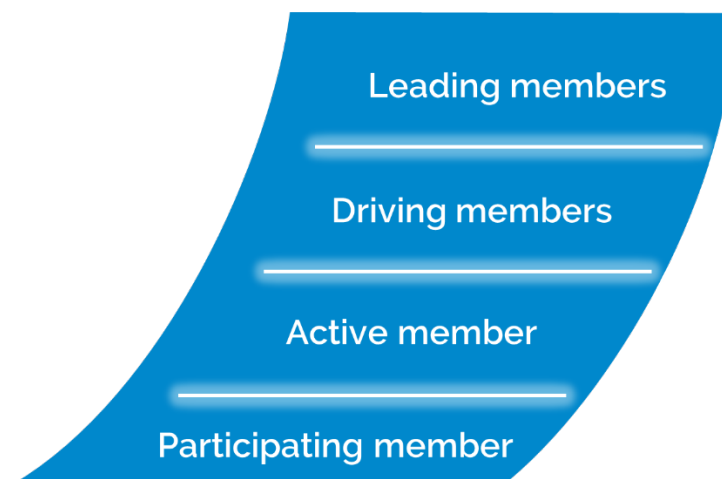 Leading members
Driving members
Active member
Participating member